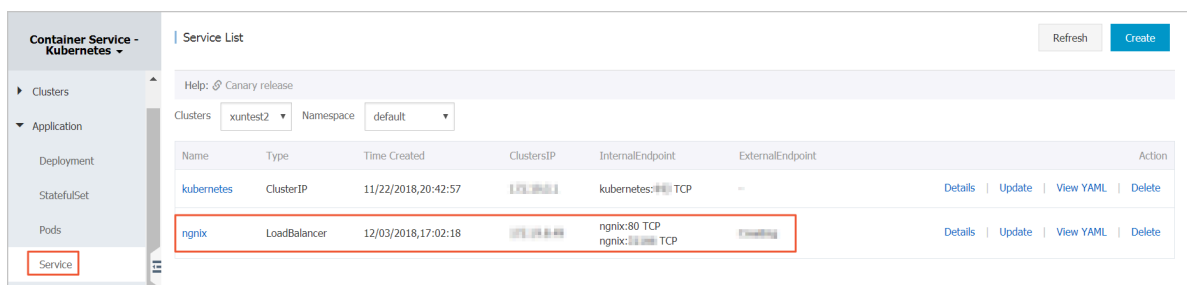 Container Service -
Kubernetes
Service List
Refresh
Create
Clusters
Application
Deployment
StatefulSet
Pods
Service
Help: Canary release
Clusters xuntest2 Namespace default
Name Type Time Created ClustersIP InternalEndpoint ExternalEndpoint Action
kubernetes ClusterIP 11/22/2018,20:42:57 kubernetes: TCP - Details | Update | View YAML | Delete
ngnix LoadBalancer 12/03/2018,17:02:18 ngnix:80 TCP Details | Update | View YAML | Delete
ngnix: TCP